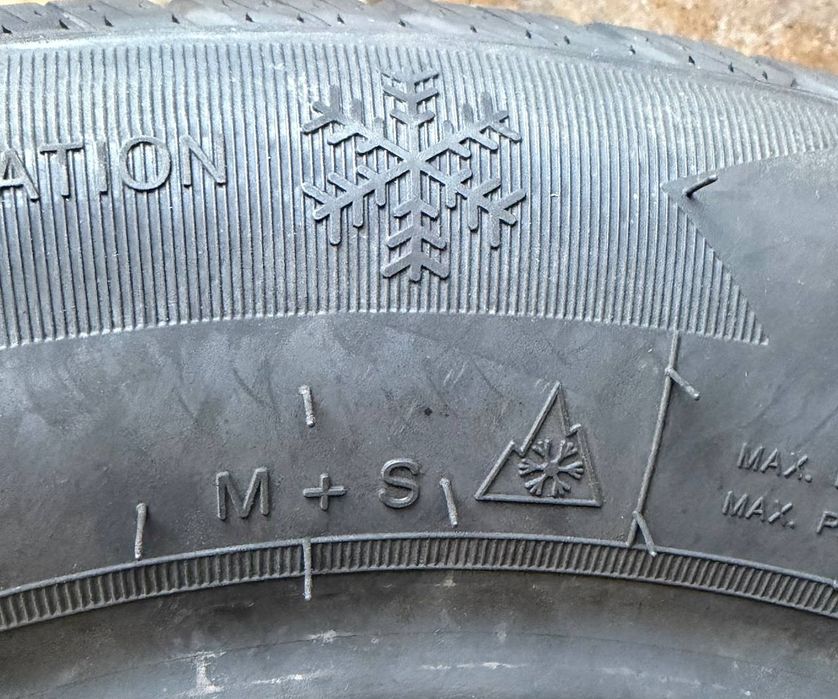 ATION
M + S
MAX.
MAX.